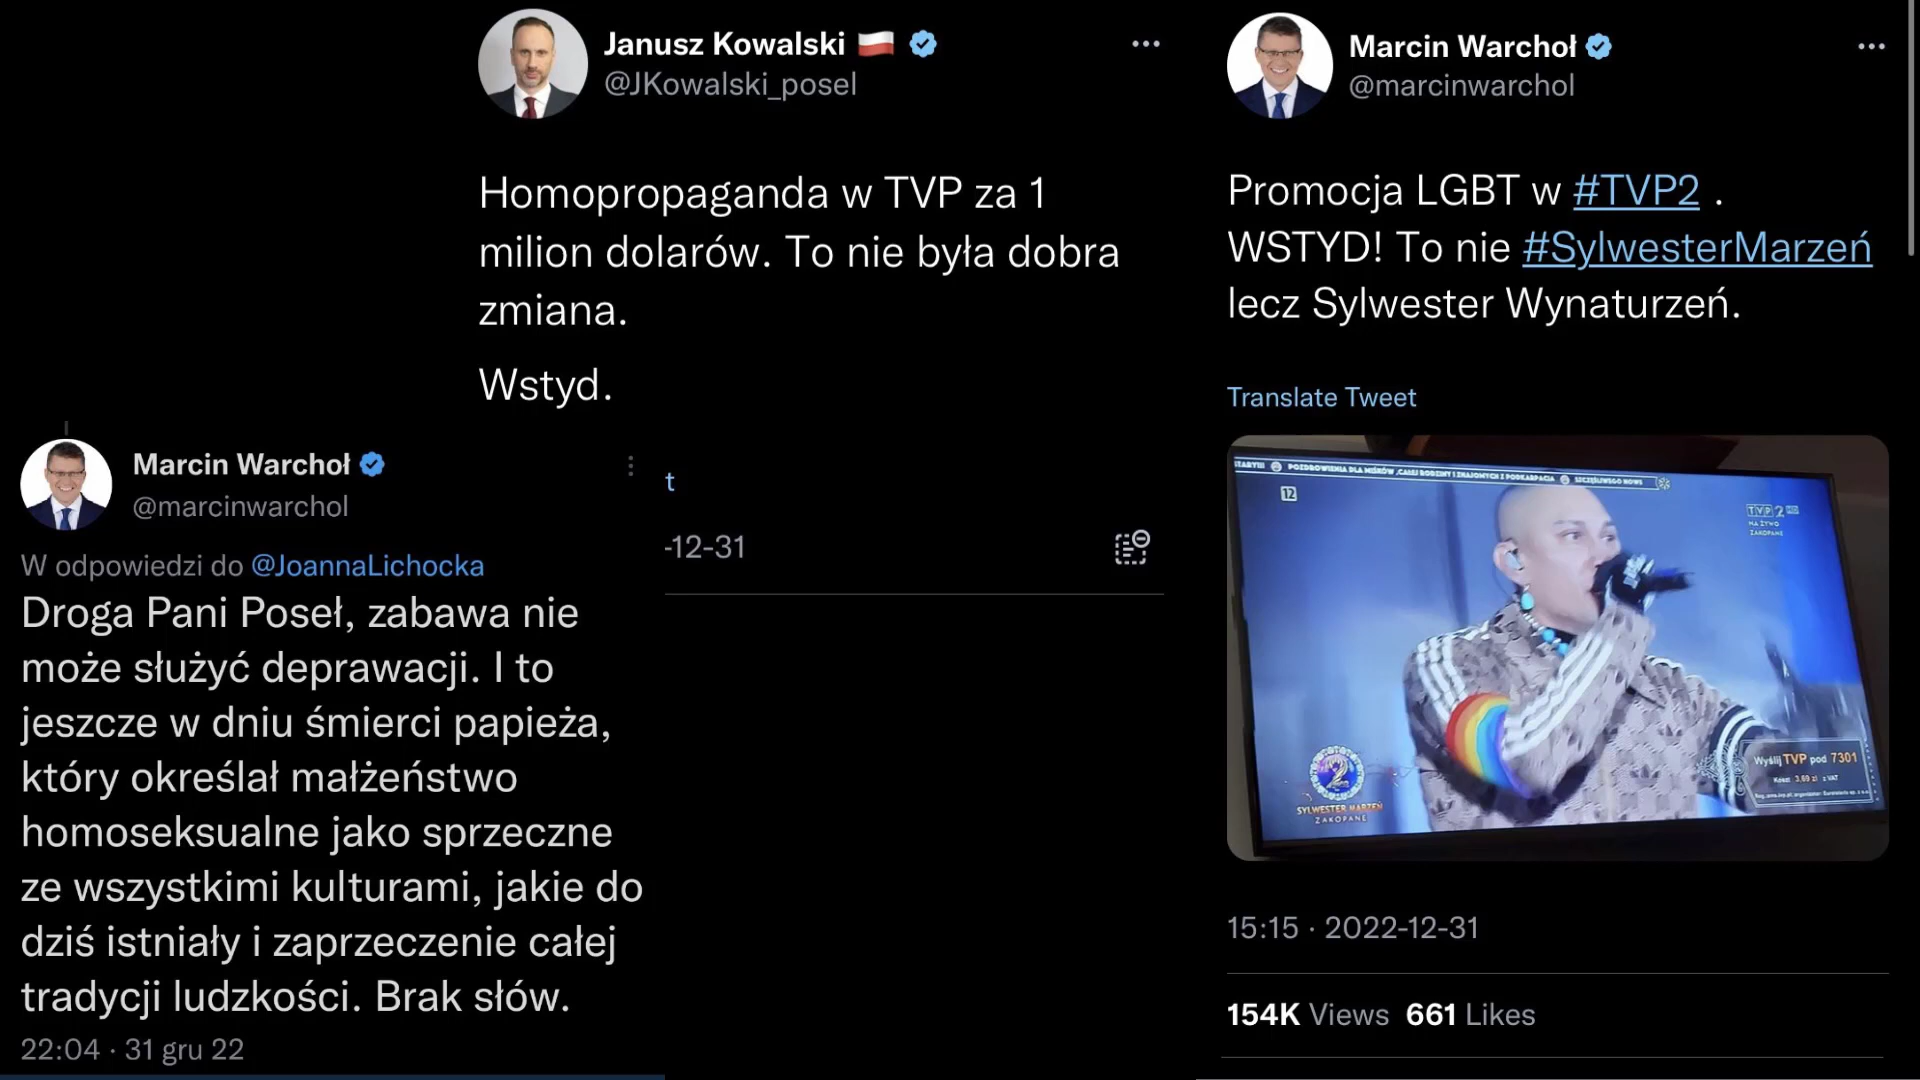 Janusz Kowalski
@JKowalski_posel
Homopropaganda w TVP za 1
milion dolarów. To nie była dobra
zmiana.
Wstyd.
t
-12-31
Marcin Warchoł
@marcinwarchol
W odpowiedzi do @JoannaLichocka
Droga Pani Poseł, zabawa nie
może służyć deprawacji. I to
jeszcze w dniu śmierci papieża,
który określał małżeństwo
homoseksualne jako sprzeczne
ze wszystkimi kulturami, jakie do
dziś istniały i zaprzeczenie całej
tradycji ludzkości. Brak słów.
22:04 · 31 gru 22
Marcin Warchoł
@marcinwarchol
Promocja LGBT w #TVP2 .
WSTYD! To nie #SylwesterMarzeń
lecz Sylwester Wynaturzeń.
Translate Tweet
POZDROWIENIA DLA MIŚKÓW ,CAŁEJ RODZINY I ZNAJOMYCH Z PODKARPACIA
12
TVP 2 HD
NA ŻYWO
ZAKOPANE
2
SYLWESTER MARZEŃ
ZAKOPANE
Wyślij TVP pod 7301
Koszt 3,69 zł z VAT
15:15 · 2022-12-31
154K Views 661 Likes